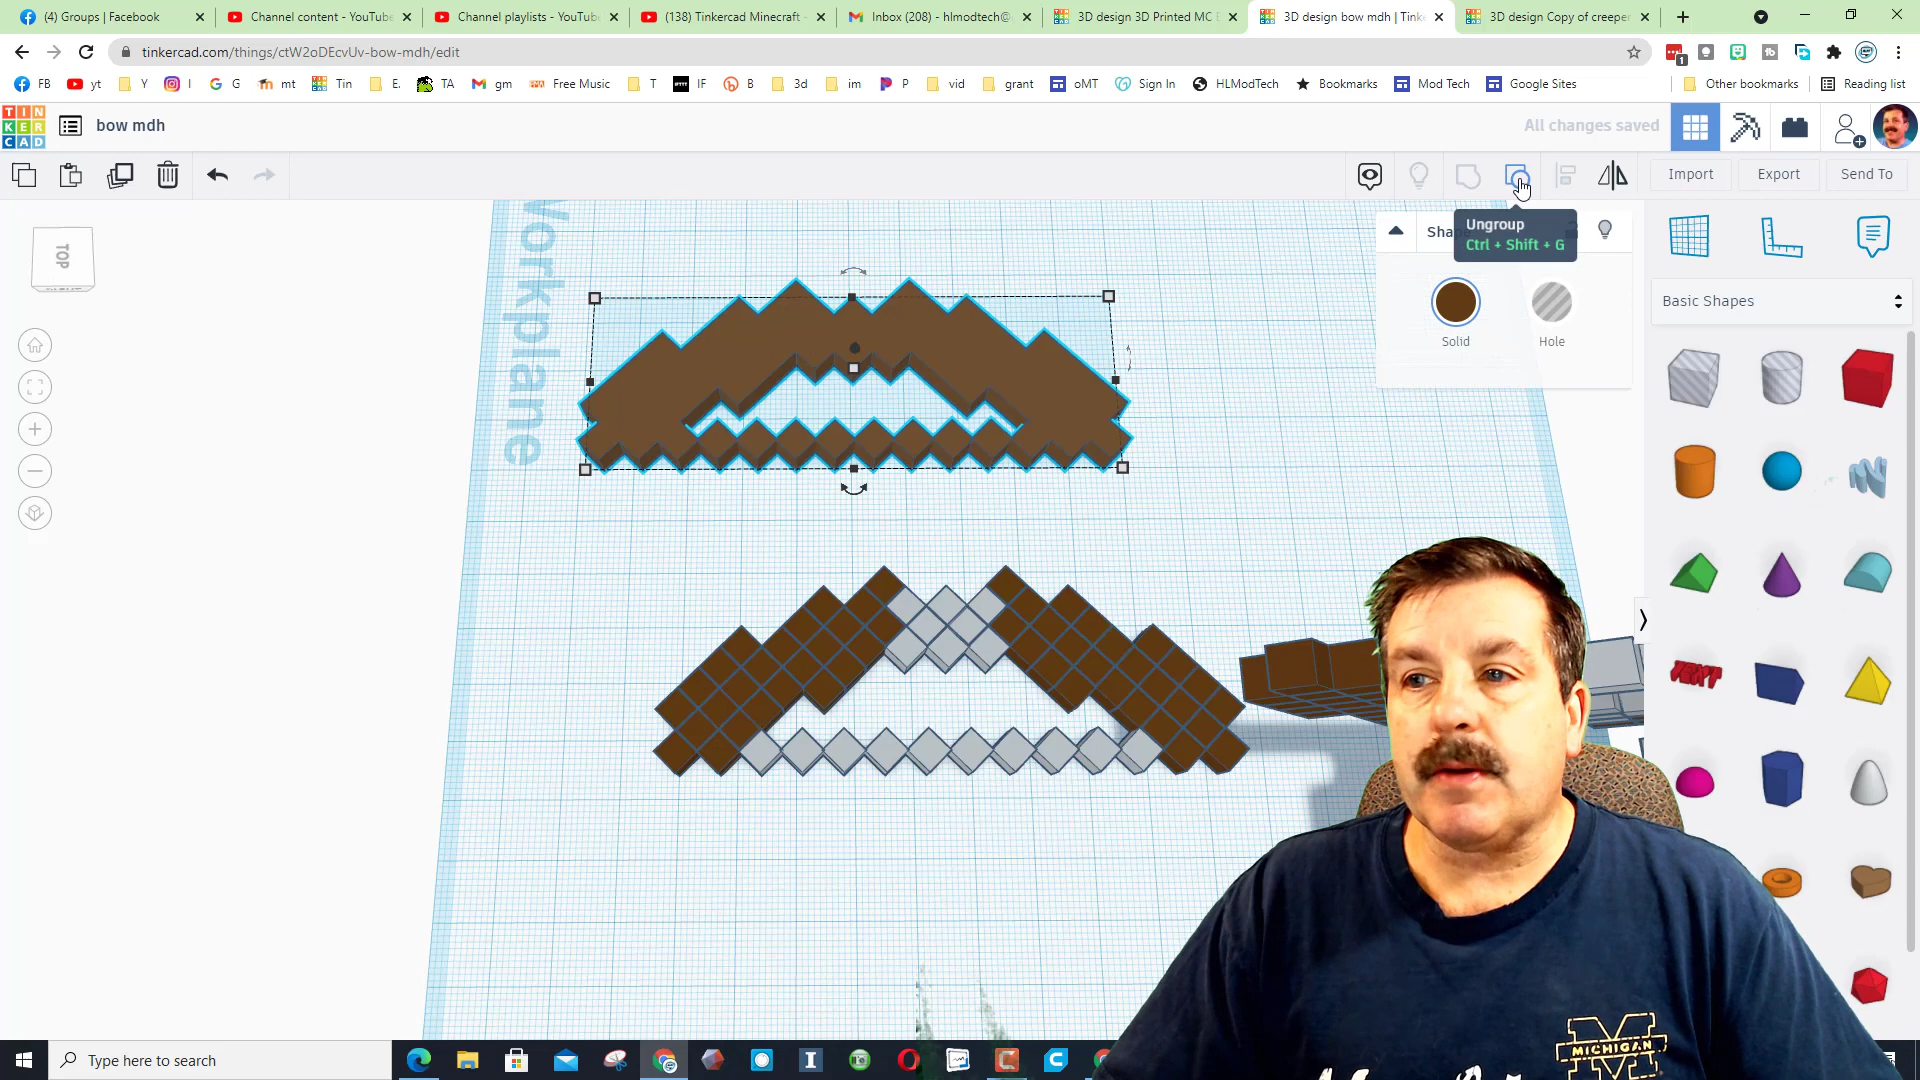 (4) Groups | Facebook
Channel content - YouTube
Channel playlists - YouTube
(138) Tinkercad Minecraft -
Inbox (208) - hlmodtech@
3D design 3D Printed MC
3D design bow mdh | Tink
3D design Copy of creeper
tinkercad.com/things/ctW2oDEcvUv-bow-mdh/edit
1
FB yt Y I G mt Tin E. TA gm Free Music T IF B 3d im P vid grant oMT Sign In HLModTech Bookmarks Mod Tech Google Sites Other bookmarks Reading list
TIN
KER
CAD
bow mdh
All changes saved
Import
Export
Send To
Workplane
TOP
Shap
Ungroup
Ctrl + Shift + G
Solid
Hole
Basic Shapes
TEXT
MICHIGAN
Type here to search